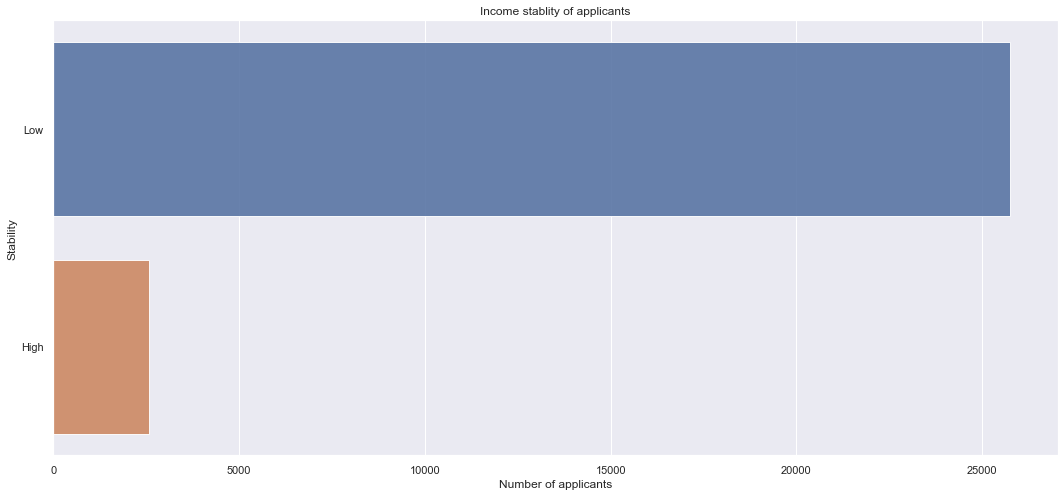 Income stablity of applicants
Low
High
Stability
0 5000 10000 15000 20000 25000
Number of applicants